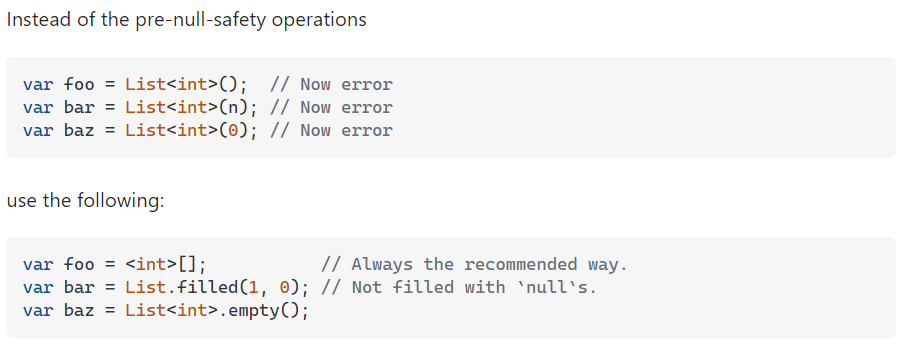 Instead of the pre-null-safety operations
var foo = List<int>();  // Now error
var bar = List<int>(n); // Now error
var baz = List<int>(0); // Now error
use the following:
var foo = <int>[];           // Always the recommended way.
var bar = List.filled(1, 0); // Not filled with `null`s.
var baz = List<int>.empty();